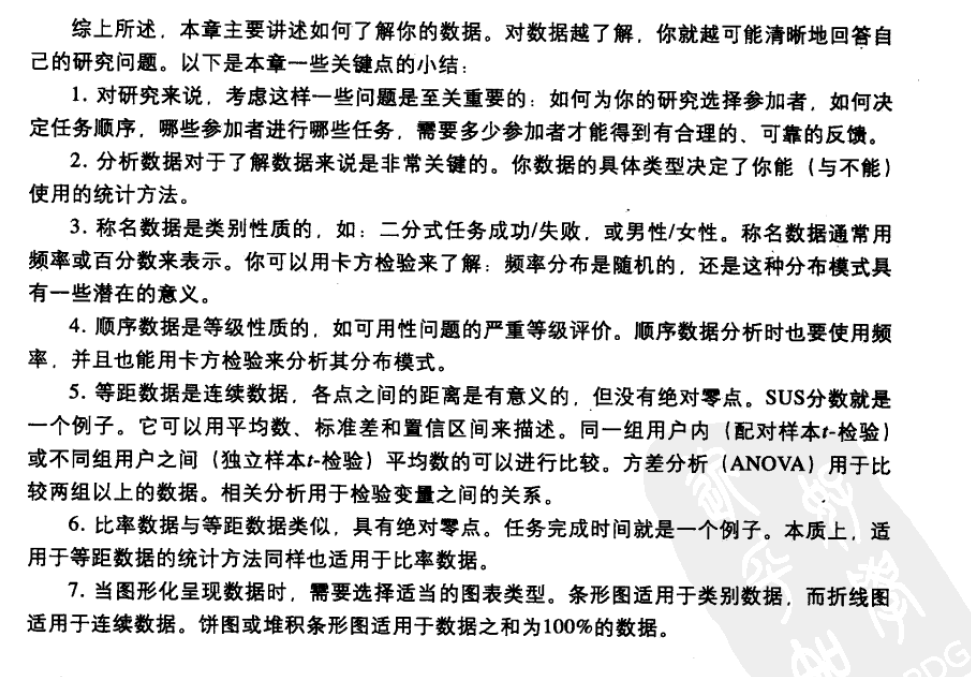 综上所述，本章主要讲述如何了解你的数据。对数据越了解，你就越可能清晰地回答自
己的研究问题。以下是本章一些关键点的小结：
1. 对研究来说，考虑这样一些问题是至关重要的：如何为你的研究选择参加者，如何决
定任务顺序，哪些参加者进行哪些任务，需要多少参加者才能得到有合理的、可靠的反馈。
2. 分析数据对于了解数据来说是非常关键的。你数据的具体类型决定了你能（与不能）
使用的统计方法。
3. 称名数据是类别性质的，如：二分式任务成功/失败，或男性/女性。称名数据通常用
频率或百分数来表示。你可以用卡方检验来了解：频率分布是随机的，还是这种分布模式具
有一些潜在的意义。
4. 顺序数据是等级性质的，如可用性问题的严重等级评价。顺序数据分析时也要使用频
率，并且也能用卡方检验来分析其分布模式。
5. 等距数据是连续数据，各点之间的距离是有意义的，但没有绝对零点。SUS分数就是
一个例子。它可以用平均数、标准差和置信区间来描述。同一组用户内（配对样本t-检验）
或不同组用户之间（独立样本t-检验）平均数的可以进行比较。方差分析（ANOVA）用于比
较两组以上的数据。相关分析用于检验变量之间的关系。
6. 比率数据与等距数据类似，具有绝对零点。任务完成时间就是一个例子。本质上，适
用于等距数据的统计方法同样也适用于比率数据。
7. 当图形化呈现数据时，需要选择适当的图表类型。条形图适用于类别数据，而折线图
适用于连续数据。饼图或堆积条形图适用于数据之和为100%的数据。